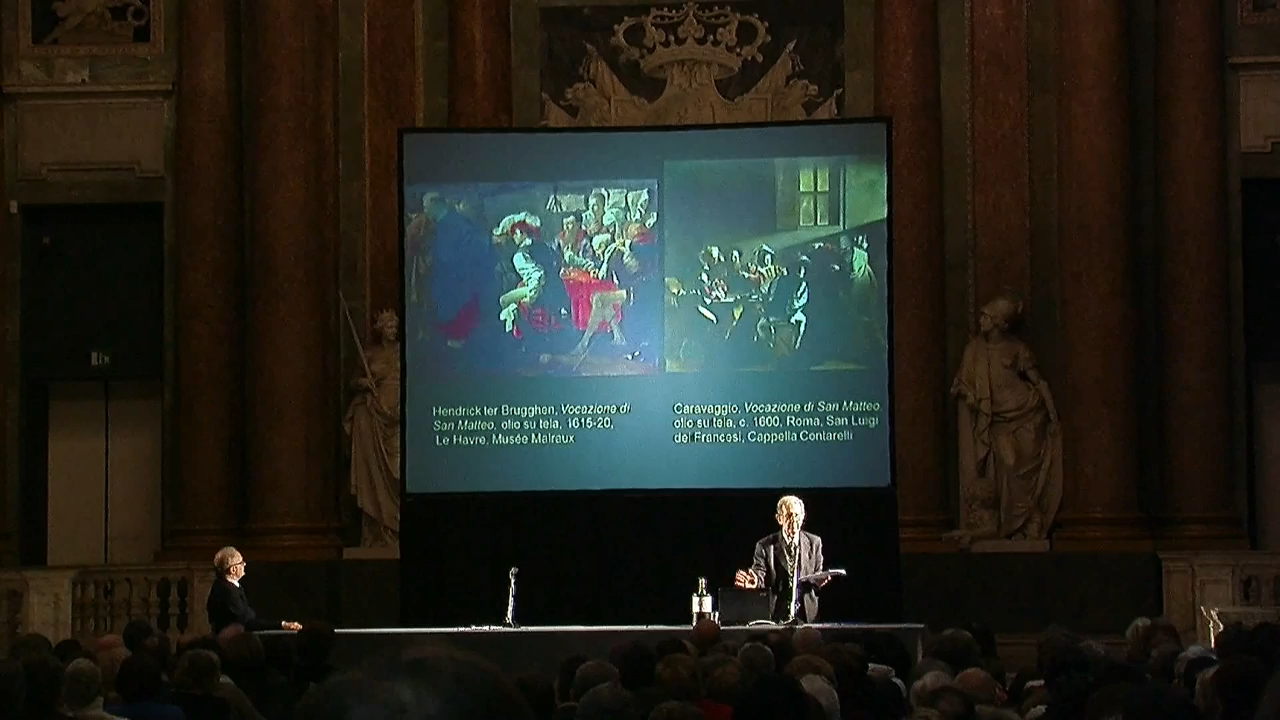 Hendrick ter Brugghen, Vocazione di
San Matteo, olio su tela, 1615-20,
Le Havre, Musée Malraux
Caravaggio, Vocazione di San Matteo,
olio su tela, c. 1600, Roma, San Luigi
dei Francesi, Cappella Contarelli